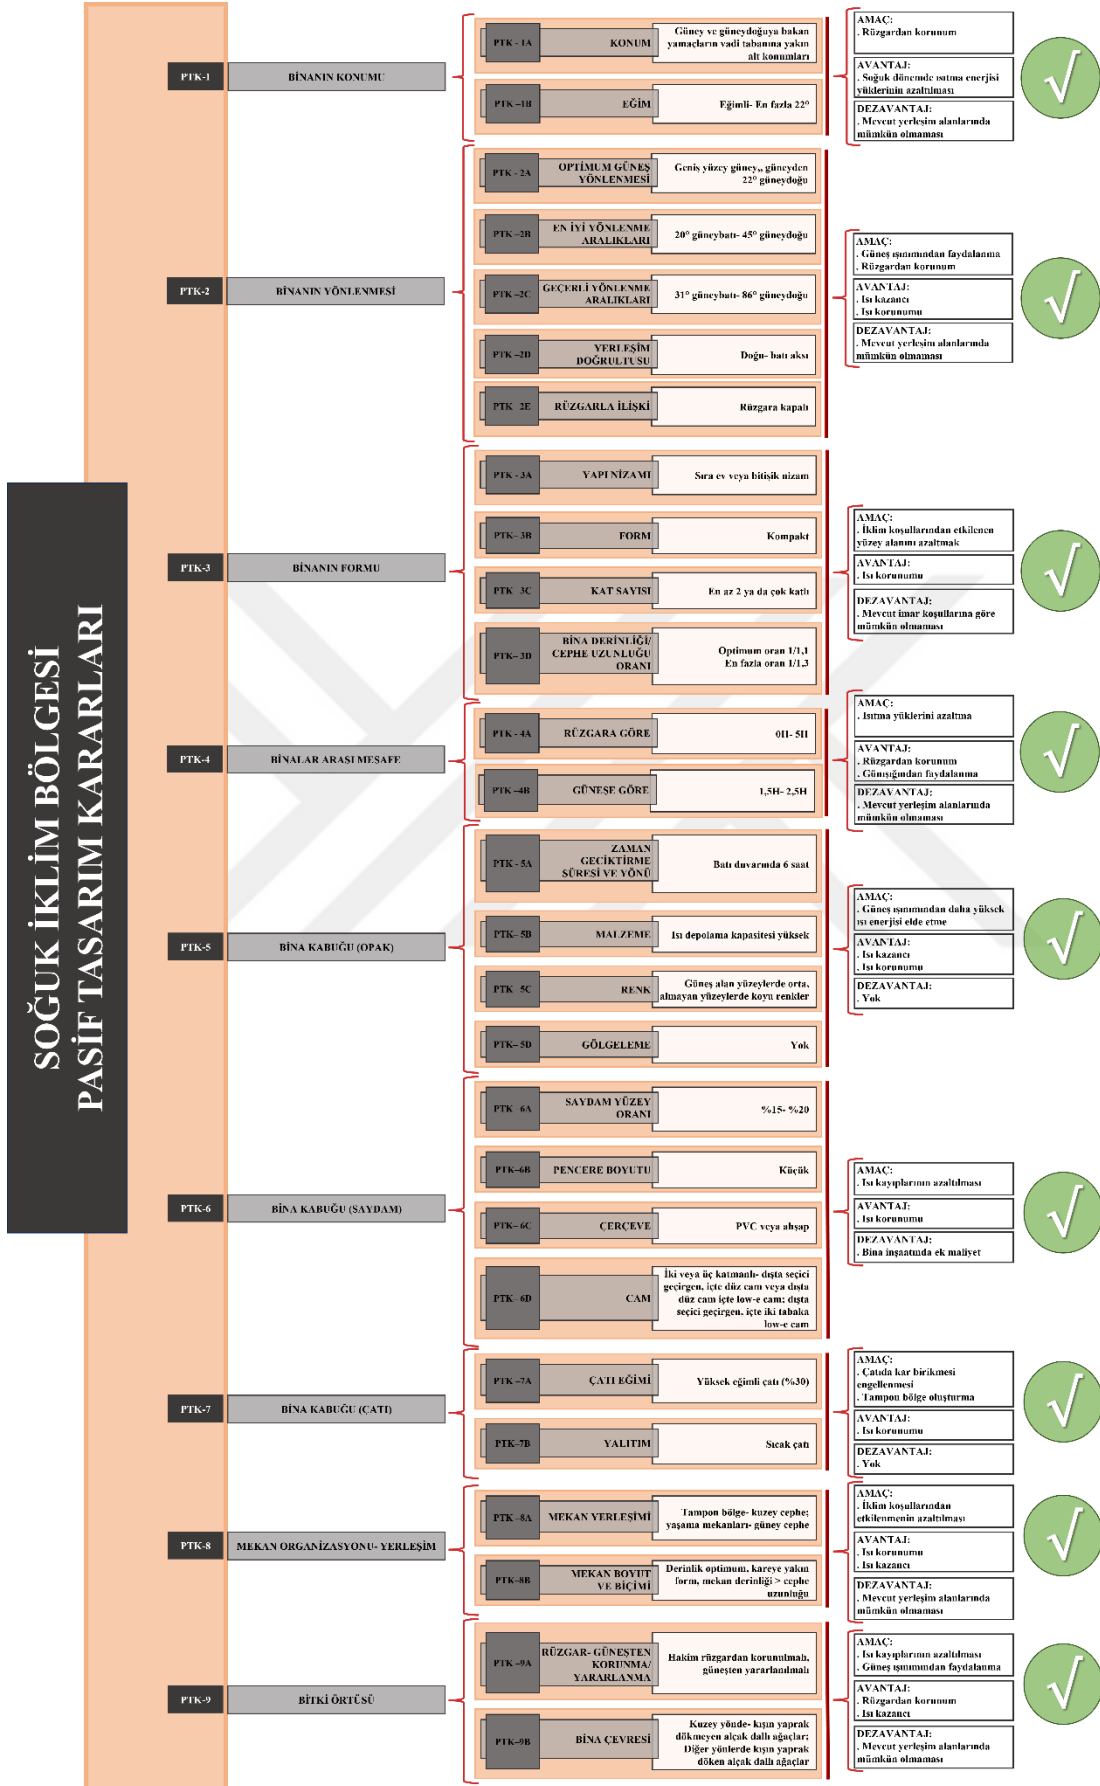 SOĞUK İKLİM BÖLGESİ
PASİF TASARIM KARARLARI
PTK-1
BİNANIN KONUMU
PTK - 1A
KONUM
Güney ve güneydoğuya bakan
yamaçların vadi tabanına yakın
alt konumları
PTK –1B
EĞİM
Eğimli- En fazla 22°
AMAÇ:
. Rüzgardan korunum
AVANTAJ:
. Soğuk dönemde ısıtma enerjisi
yüklerinin azaltılması
DEZAVANTAJ:
. Mevcut yerleşim alanlarında
mümkün olmaması
√
PTK-2
BİNANIN YÖNLENMESİ
PTK - 2A
OPTİMUM GÜNEŞ
YÖNLENMESİ
Geniş yüzey güney,, güneyden
22° güneydoğu
PTK –2B
EN İYİ YÖNLENME
ARALIKLARI
20° güneybatı- 45° güneydoğu
PTK –2C
GEÇERLİ YÖNLENME
ARALIKLARI
31° güneybatı- 86° güneydoğu
PTK –2D
YERLEŞİM
DOĞRULTUSU
Doğu- batı aksı
PTK 2E
RÜZGARLA İLİŞKİ
Rüzgara kapalı
AMAÇ:
. Güneş ışınımından faydalanma
. Rüzgardan korunum
AVANTAJ:
. Isı kazancı
. Isı korunumu
DEZAVANTAJ:
. Mevcut yerleşim alanlarında
mümkün olmaması
√
PTK-3
BİNANIN FORMU
PTK - 3A
YAPI NİZAMI
Sıra ev veya bitişik nizam
PTK– 3B
FORM
Kompakt
PTK 3C
KAT SAYISI
En az 2 ya da çok katlı
PTK– 3D
BİNA DERİNLİĞİ/
CEPHE UZUNLUĞU
ORANI
Optimum oran 1/1,1
En fazla oran 1/1,3
AMAÇ:
. İklim koşullarından etkilenen
yüzey alanını azaltmak
AVANTAJ:
. Isı korunumu
DEZAVANTAJ:
. Mevcut imar koşullarına göre
mümkün olmaması
√
PTK-4
BİNALAR ARASI MESAFE
PTK - 4A
RÜZGARA GÖRE
0H- 5H
PTK –4B
GÜNEŞE GÖRE
1,5H- 2,5H
AMAÇ:
. Isıtma yüklerini azaltma
AVANTAJ:
. Rüzgardan korunum
. Günışığından faydalanma
DEZAVANTAJ:
. Mevcut yerleşim alanlarında
mümkün olmaması
√
PTK-5
BİNA KABUĞU (OPAK)
PTK - 5A
ZAMAN
GECİKTİRME
SÜRESİ VE YÖNÜ
Batı duvarında 6 saat
PTK– 5B
MALZEME
Isı depolama kapasitesi yüksek
PTK 5C
RENK
Güneş alan yüzeylerde orta,
almayan yüzeylerde koyu renkler
PTK– 5D
GÖLGELEME
Yok
AMAÇ:
. Güneş ışınımından daha yüksek
ısı enerjisi elde etme
AVANTAJ:
. Isı kazancı
. Isı korunumu
DEZAVANTAJ:
. Yok
√
PTK-6
BİNA KABUĞU (SAYDAM)
PTK 6A
SAYDAM YÜZEY
ORANI
%15- %20
PTK–6B
PENCERE BOYUTU
Küçük
PTK– 6C
ÇERÇEVE
PVC veya ahşap
PTK– 6D
CAM
İki veya üç katmanlı- dışta seçici
geçirgen, içte düz cam veya dışta
düz cam içte low-e cam; dışta
seçici geçirgen, içte iki tabaka
low-e cam
AMAÇ:
. Isı kayıplarının azaltılması
AVANTAJ:
. Isı korunumu
DEZAVANTAJ:
. Bina inşaatında ek maliyet
√
PTK-7
BİNA KABUĞU (ÇATI)
PTK –7A
ÇATI EĞİMİ
Yüksek eğimli çatı (%30)
PTK–7B
YALITIM
Sıcak çatı
AMAÇ:
. Çatıda kar birikmesi
engellenmesi
. Tampon bölge oluşturma
AVANTAJ:
. Isı korunumu
DEZAVANTAJ:
. Yok
√
PTK-8
MEKAN ORGANİZASYONU- YERLEŞİM
PTK –8A
MEKAN YERLEŞİMİ
Tampon bölge- kuzey cephe;
yaşama mekanları- güney cephe
PTK–8B
MEKAN BOYUT
VE BİÇİMİ
Derinlik optimum, kareye yakın
form, mekan derinliği > cephe
uzunluğu
AMAÇ:
. İklim koşullarından
etkilenmenin azaltılması
AVANTAJ:
. Isı korunumu
. Isı kazancı
DEZAVANTAJ:
. Mevcut yerleşim alanlarında
mümkün olmaması
√
PTK-9
BİTKİ ÖRTÜSÜ
PTK –9A
RÜZGAR- GÜNEŞTEN
KORUNMA/
YARARLANMA
Hakim rüzgardan korunulmalı,
güneşten yararlanılmalı
PTK–9B
BİNA ÇEVRESİ
Kuzey yönde- kışın yaprak
dökmeyen alçak dallı ağaçlar;
Diğer yönlerde kışın yaprak
döken alçak dallı ağaçlar
AMAÇ:
. Isı kayıplarının azaltılması
. Güneş ışınımından faydalanma
AVANTAJ:
. Rüzgardan korunum
. Isı kazancı
DEZAVANTAJ:
. Mevcut yerleşim alanlarında
mümkün olmaması
√